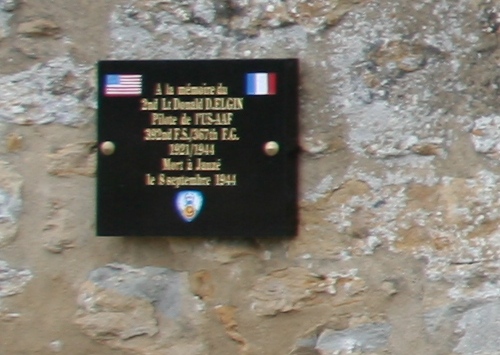 A la mémoire du
2nd Lt Donald D.ELGIN
Pilote de l'US-AAF
392nd F.S./367th F.G.
1921/1944
Mort à Janzé
le 8 septembre 1944